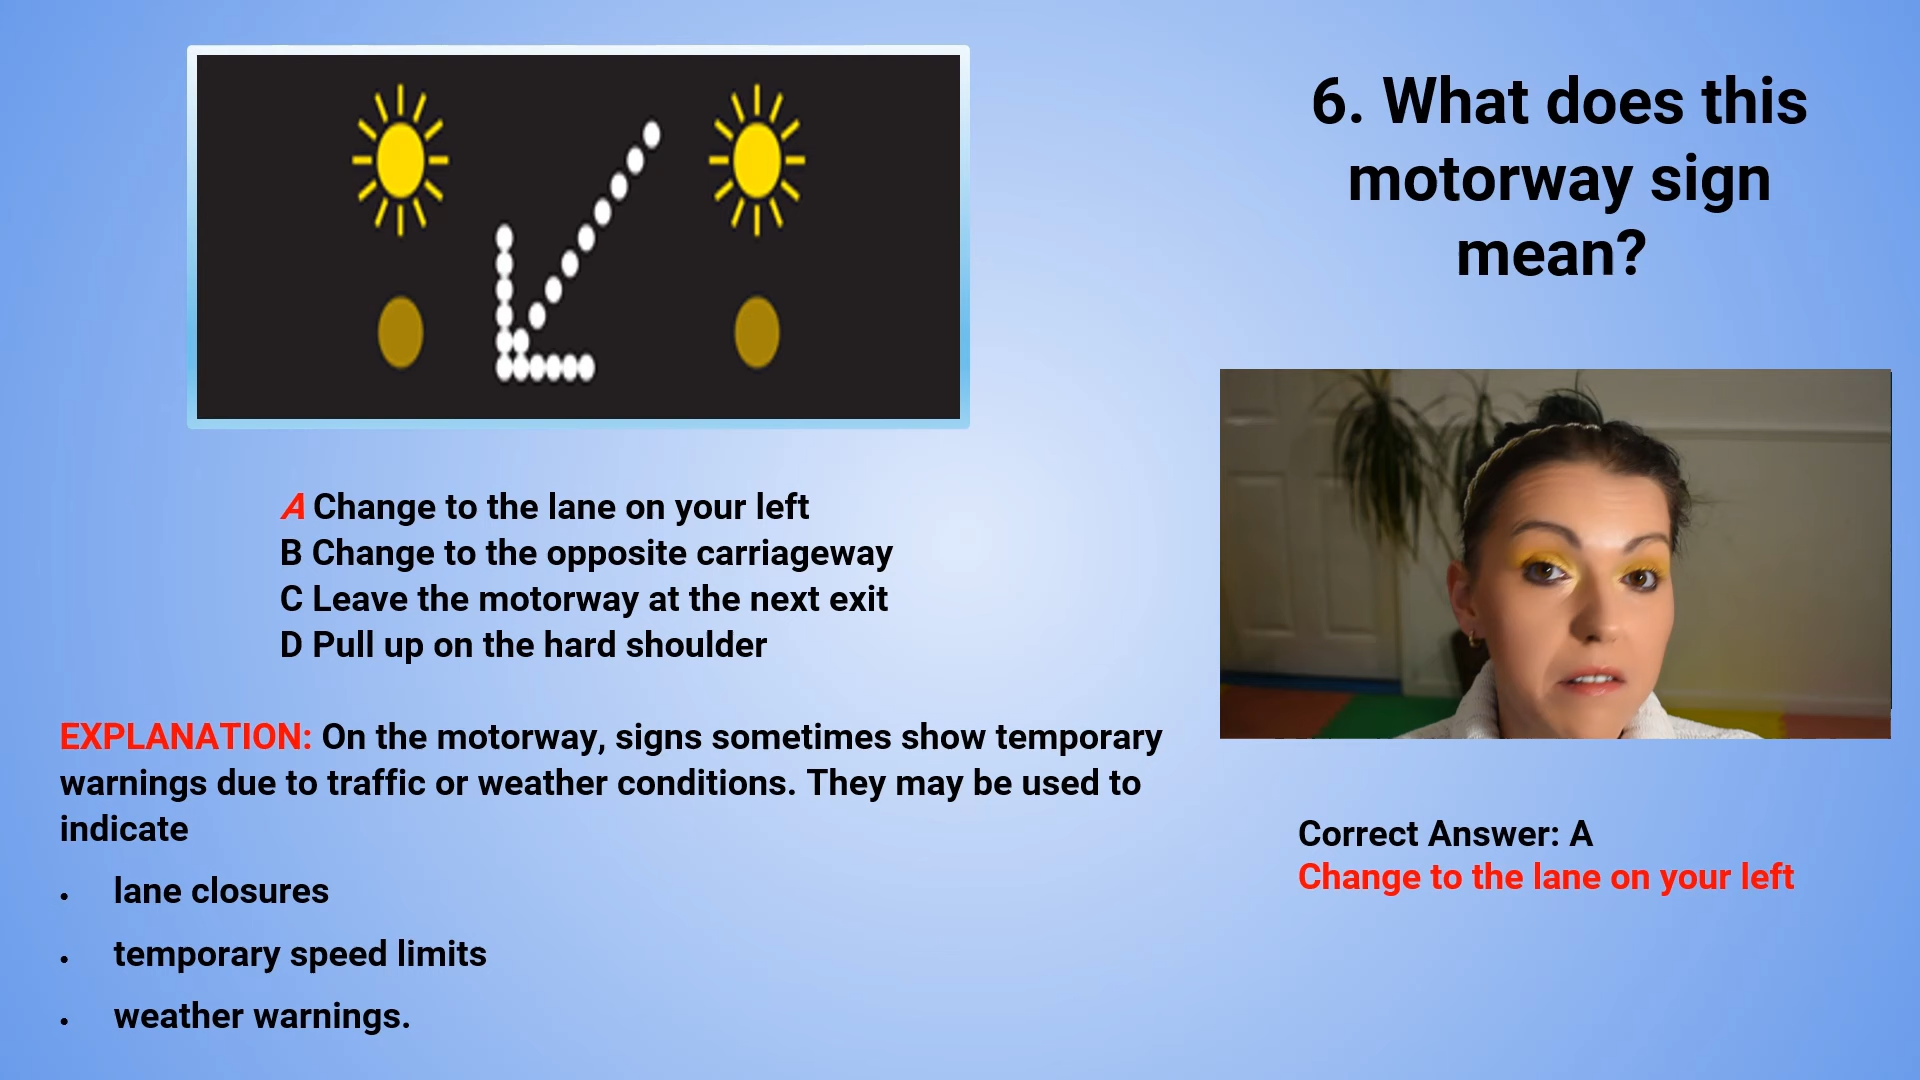 6. What does this
motorway sign
mean?
A Change to the lane on your left
B Change to the opposite carriageway
C Leave the motorway at the next exit
D Pull up on the hard shoulder
EXPLANATION: On the motorway, signs sometimes show temporary
warnings due to traffic or weather conditions. They may be used to
indicate
• lane closures
• temporary speed limits
• weather warnings.
Correct Answer: A
Change to the lane on your left